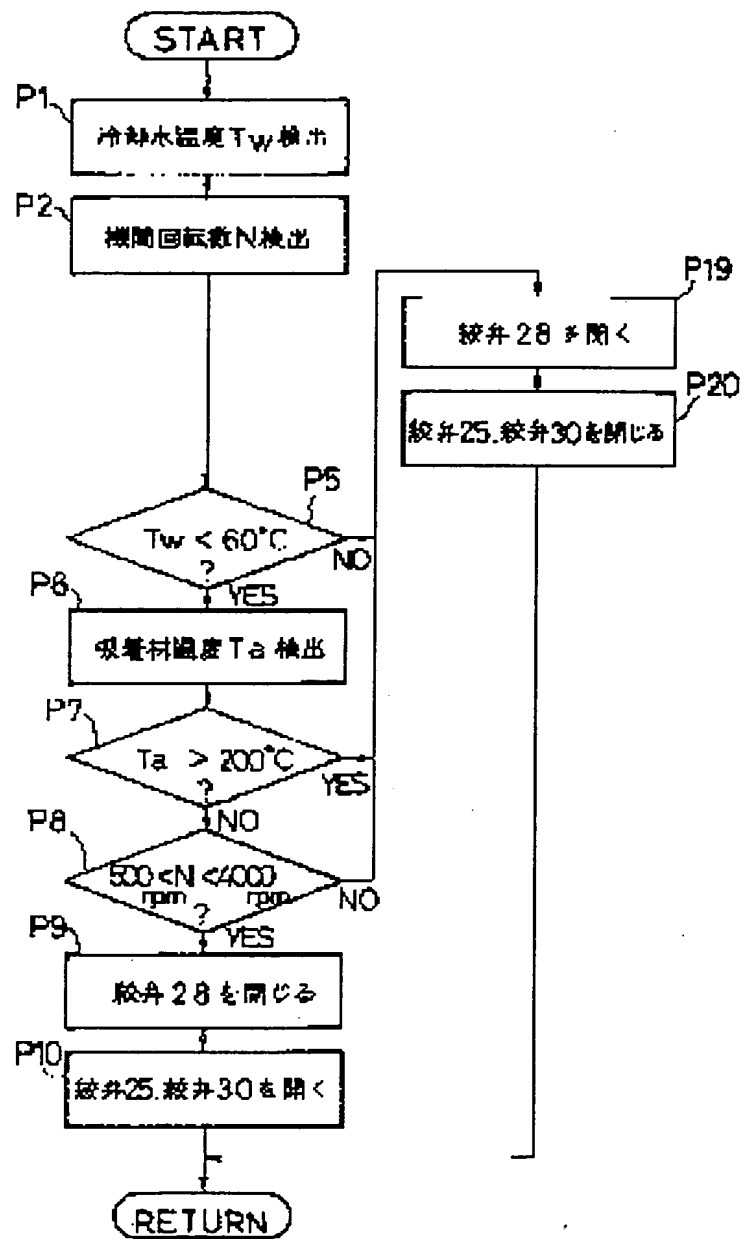 START
P1
冷却水温度Tw検出
P2
機関回転数N検出
P19
絞弁28を開く
P20
絞弁25.絞弁30を閉じる
P5
Tw < 60°C
?
NO
YES
P6
吸着材温度Ta検出
P7
Ta > 200°C
?
YES
NO
P8
500 <N <4000
rpm rpm
?
NO
YES
P9
絞弁28を閉じる
P10
絞弁25.絞弁30を開く
RETURN